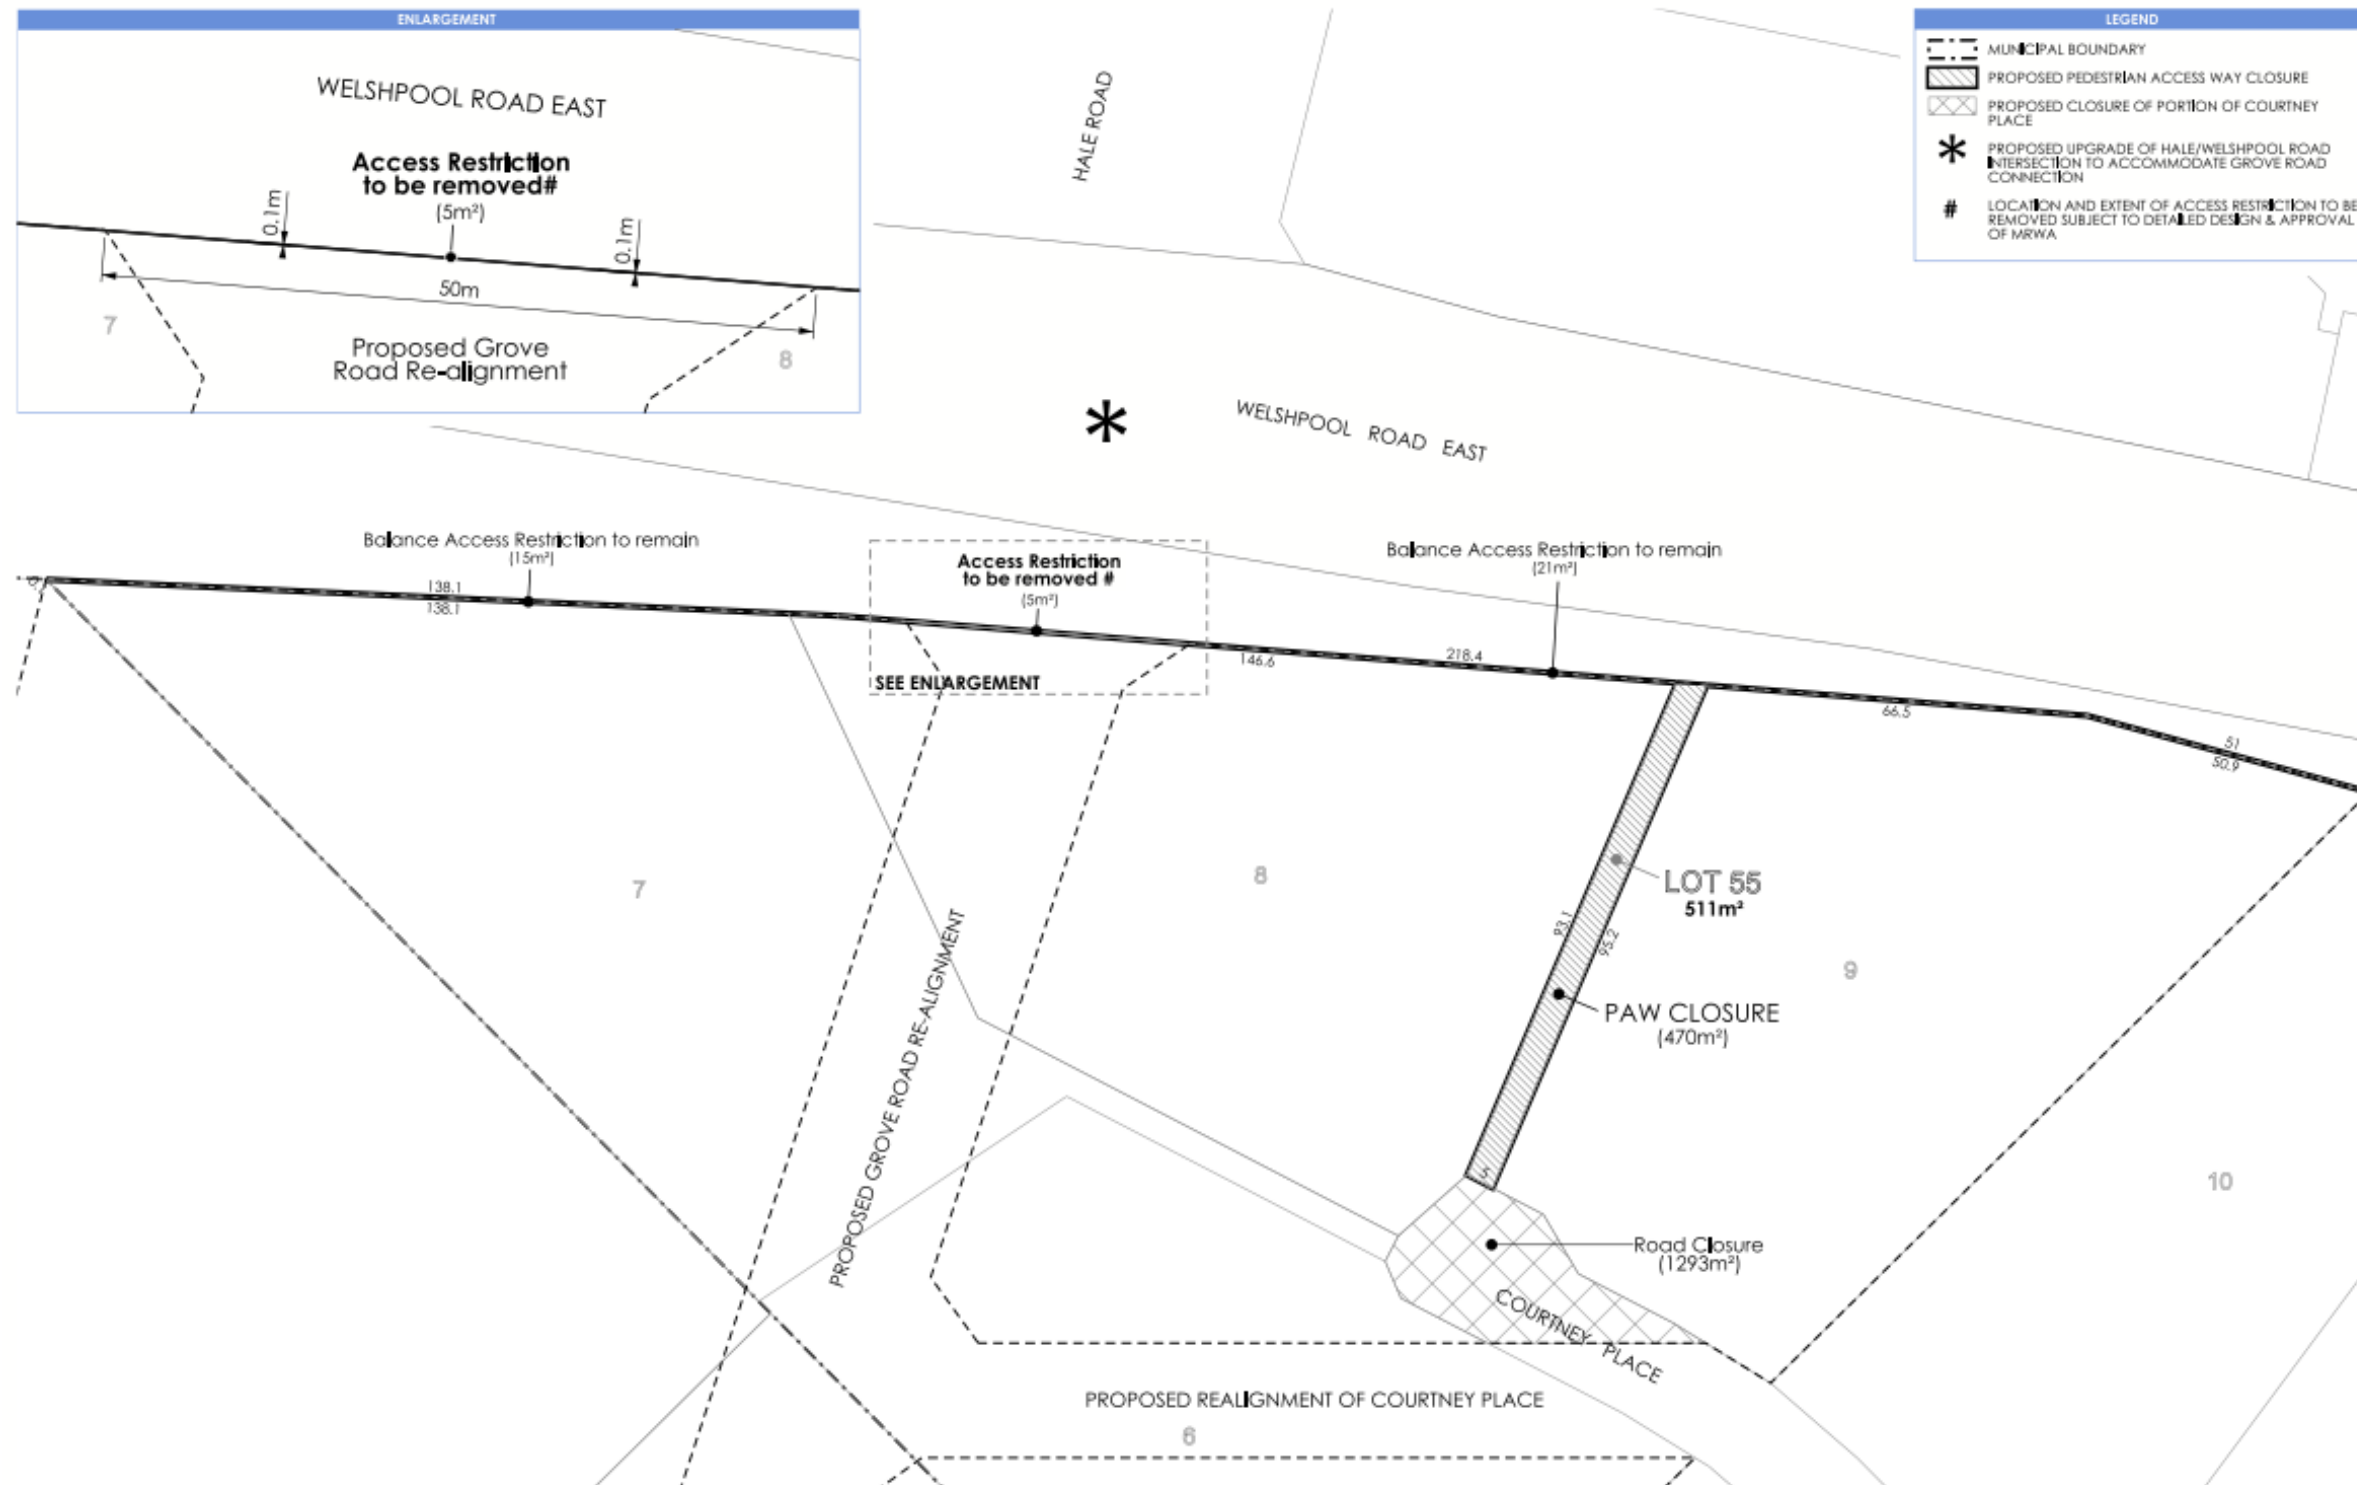 ENLARGEMENT
WELSHPOOL ROAD EAST
Access Restriction
to be removed#
(5m²)
0.1m
0.1m
50m
7
8
Proposed Grove
Road Re-alignment
HALE ROAD
LEGEND
MUNICIPAL BOUNDARY
PROPOSED PEDESTRIAN ACCESS WAY CLOSURE
PROPOSED CLOSURE OF PORTION OF COURTNEY
PLACE
*
PROPOSED UPGRADE OF HALE/WELSHPOOL ROAD
INTERSECTION TO ACCOMMODATE GROVE ROAD
CONNECTION
#
LOCATION AND EXTENT OF ACCESS RESTRICTION TO BE
REMOVED SUBJECT TO DETAILED DESIGN & APPROVAL
OF MRWA
*
WELSHPOOL ROAD EAST
Balance Access Restriction to remain
(15m²)
138.1
138.1
Access Restriction
to be removed #
(5m²)
SEE ENLARGEMENT
Balance Access Restriction to remain
(21m²)
146.6
218.4
66.5
51
50.9
7
8
LOT 55
511m²
93.1
95.2
9
PAW CLOSURE
(470m²)
PROPOSED GROVE ROAD RE-ALIGNMENT
5
10
Road Closure
(1293m²)
COURTNEY PLACE
PROPOSED REALIGNMENT OF COURTNEY PLACE
6